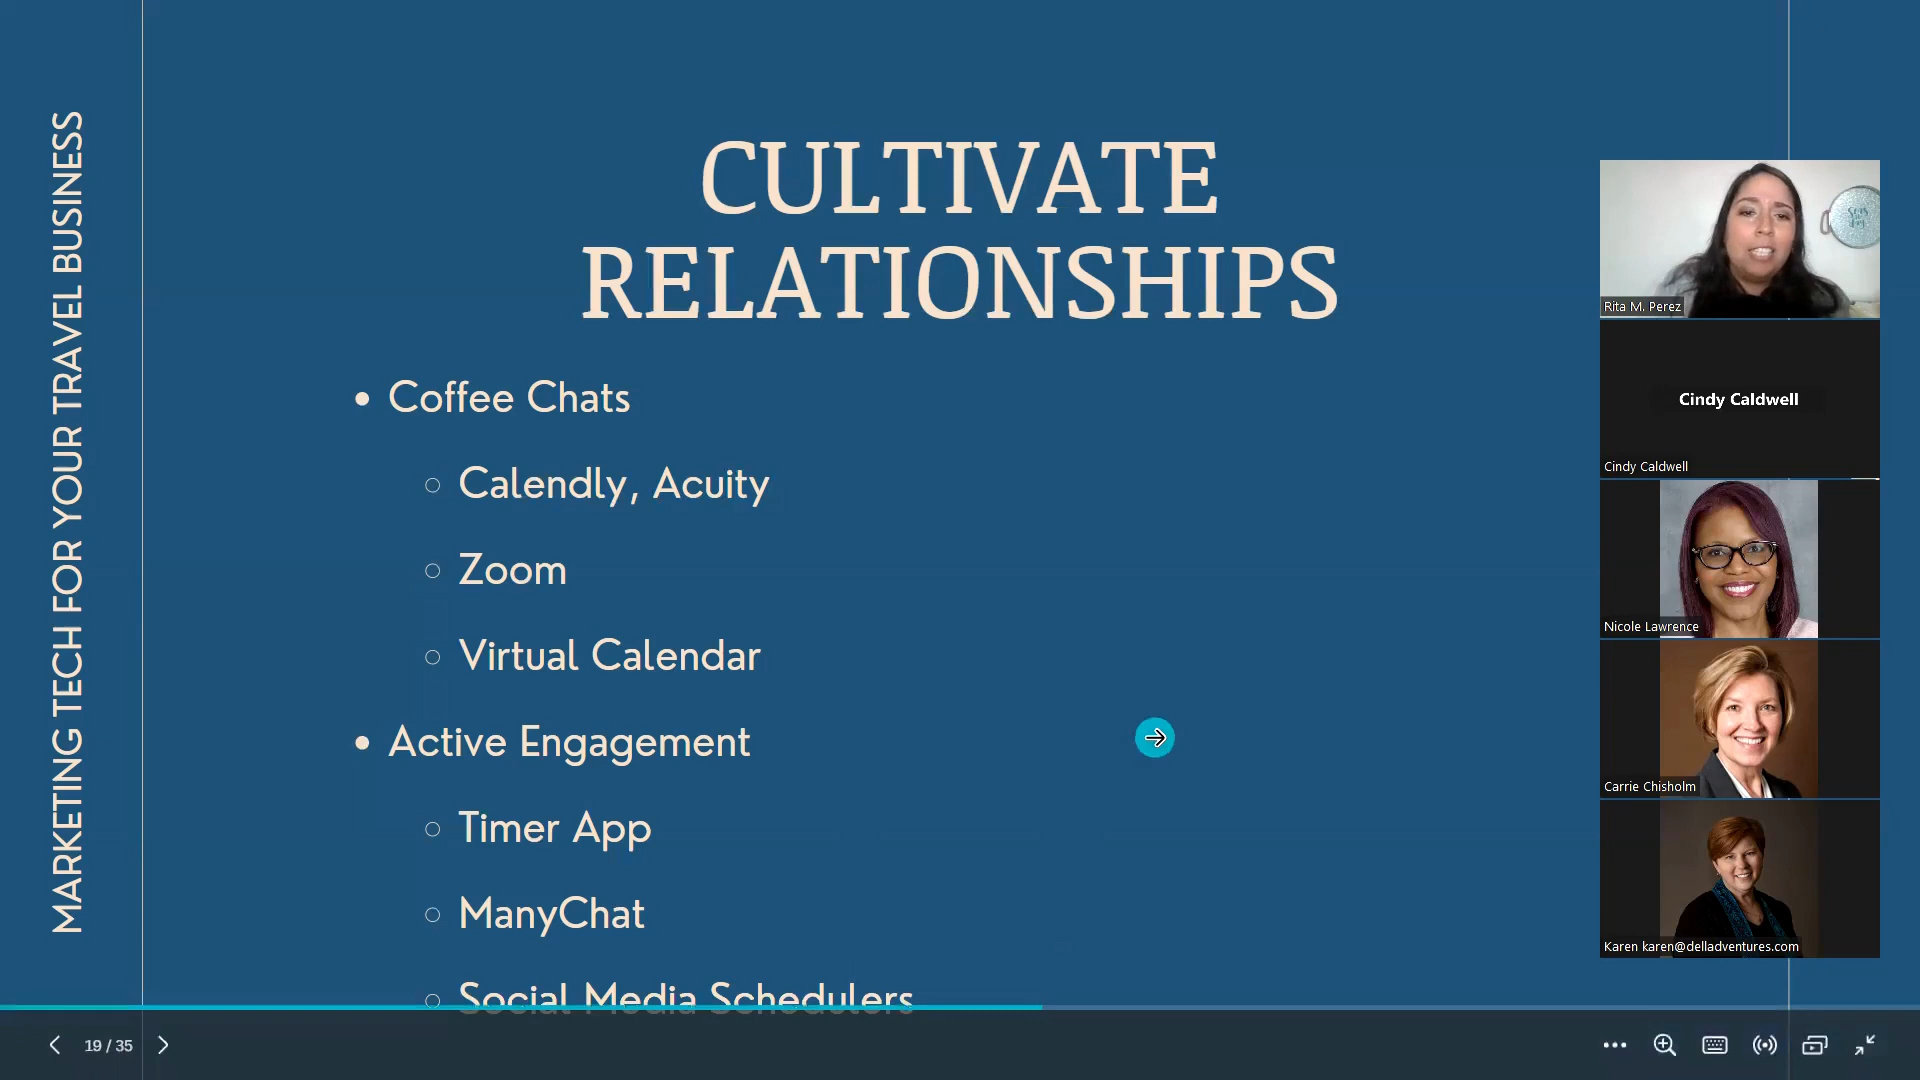 MARKETING TECH FOR YOUR TRAVEL BUSINESS
CULTIVATE
RELATIONSHIPS
Coffee Chats
Calendly, Acuity
Zoom
Virtual Calendar
Active Engagement
Timer App
ManyChat
Social Media Schedulers
Rita M. Perez
Cindy Caldwell
Cindy Caldwell
Nicole Lawrence
Carrie Chisholm
Karen karen@delladventures.com
19 / 35